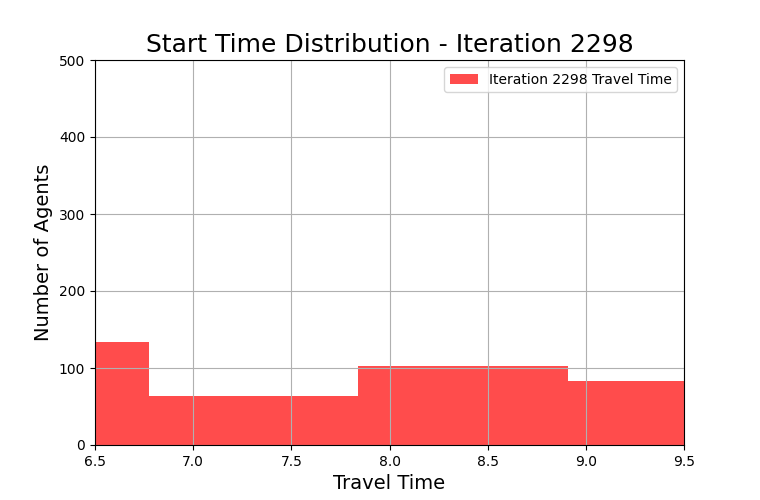 Start Time Distribution - Iteration 2298
500
400
300
200
100
0
Number of Agents
Iteration 2298 Travel Time
6.5 7.0 7.5 8.0 8.5 9.0 9.5
Travel Time